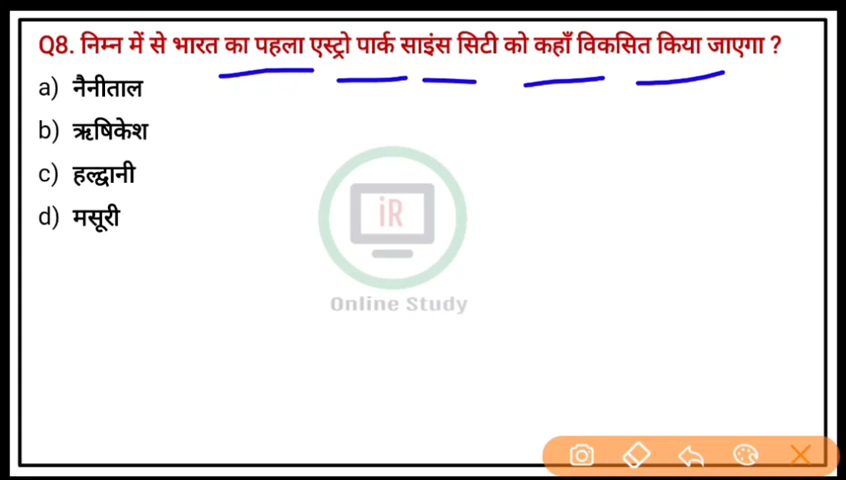 Q8. निम्न में से भारत का पहला एस्ट्रो पार्क साइंस सिटी को कहाँ विकसित किया जाएगा ?
a) नैनीताल
b) ऋषिकेश
c) हल्द्वानी
d) मसूरी
iR
Online Study